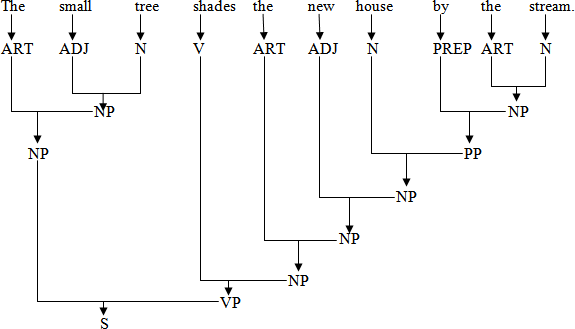 The small tree shades the new house by the stream.
ART ADJ N V ART ADJ N PREP ART N
NP NP
NP PP
NP
NP
NP
VP
S